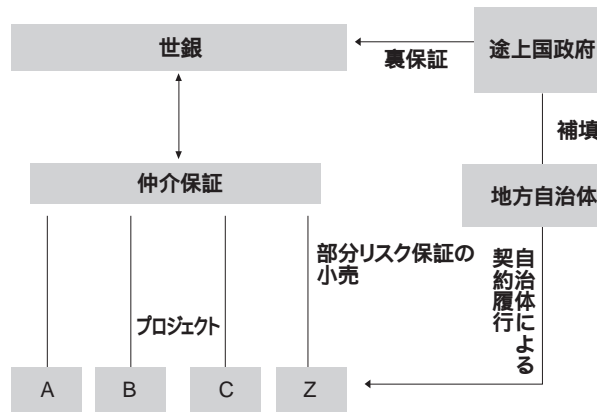 世銀
途上国政府
裏保証
補填
仲介保証
地方自治体
部分リスク保証の
小売
自治体による
契約履行
プロジェクト
A
B
C
Z